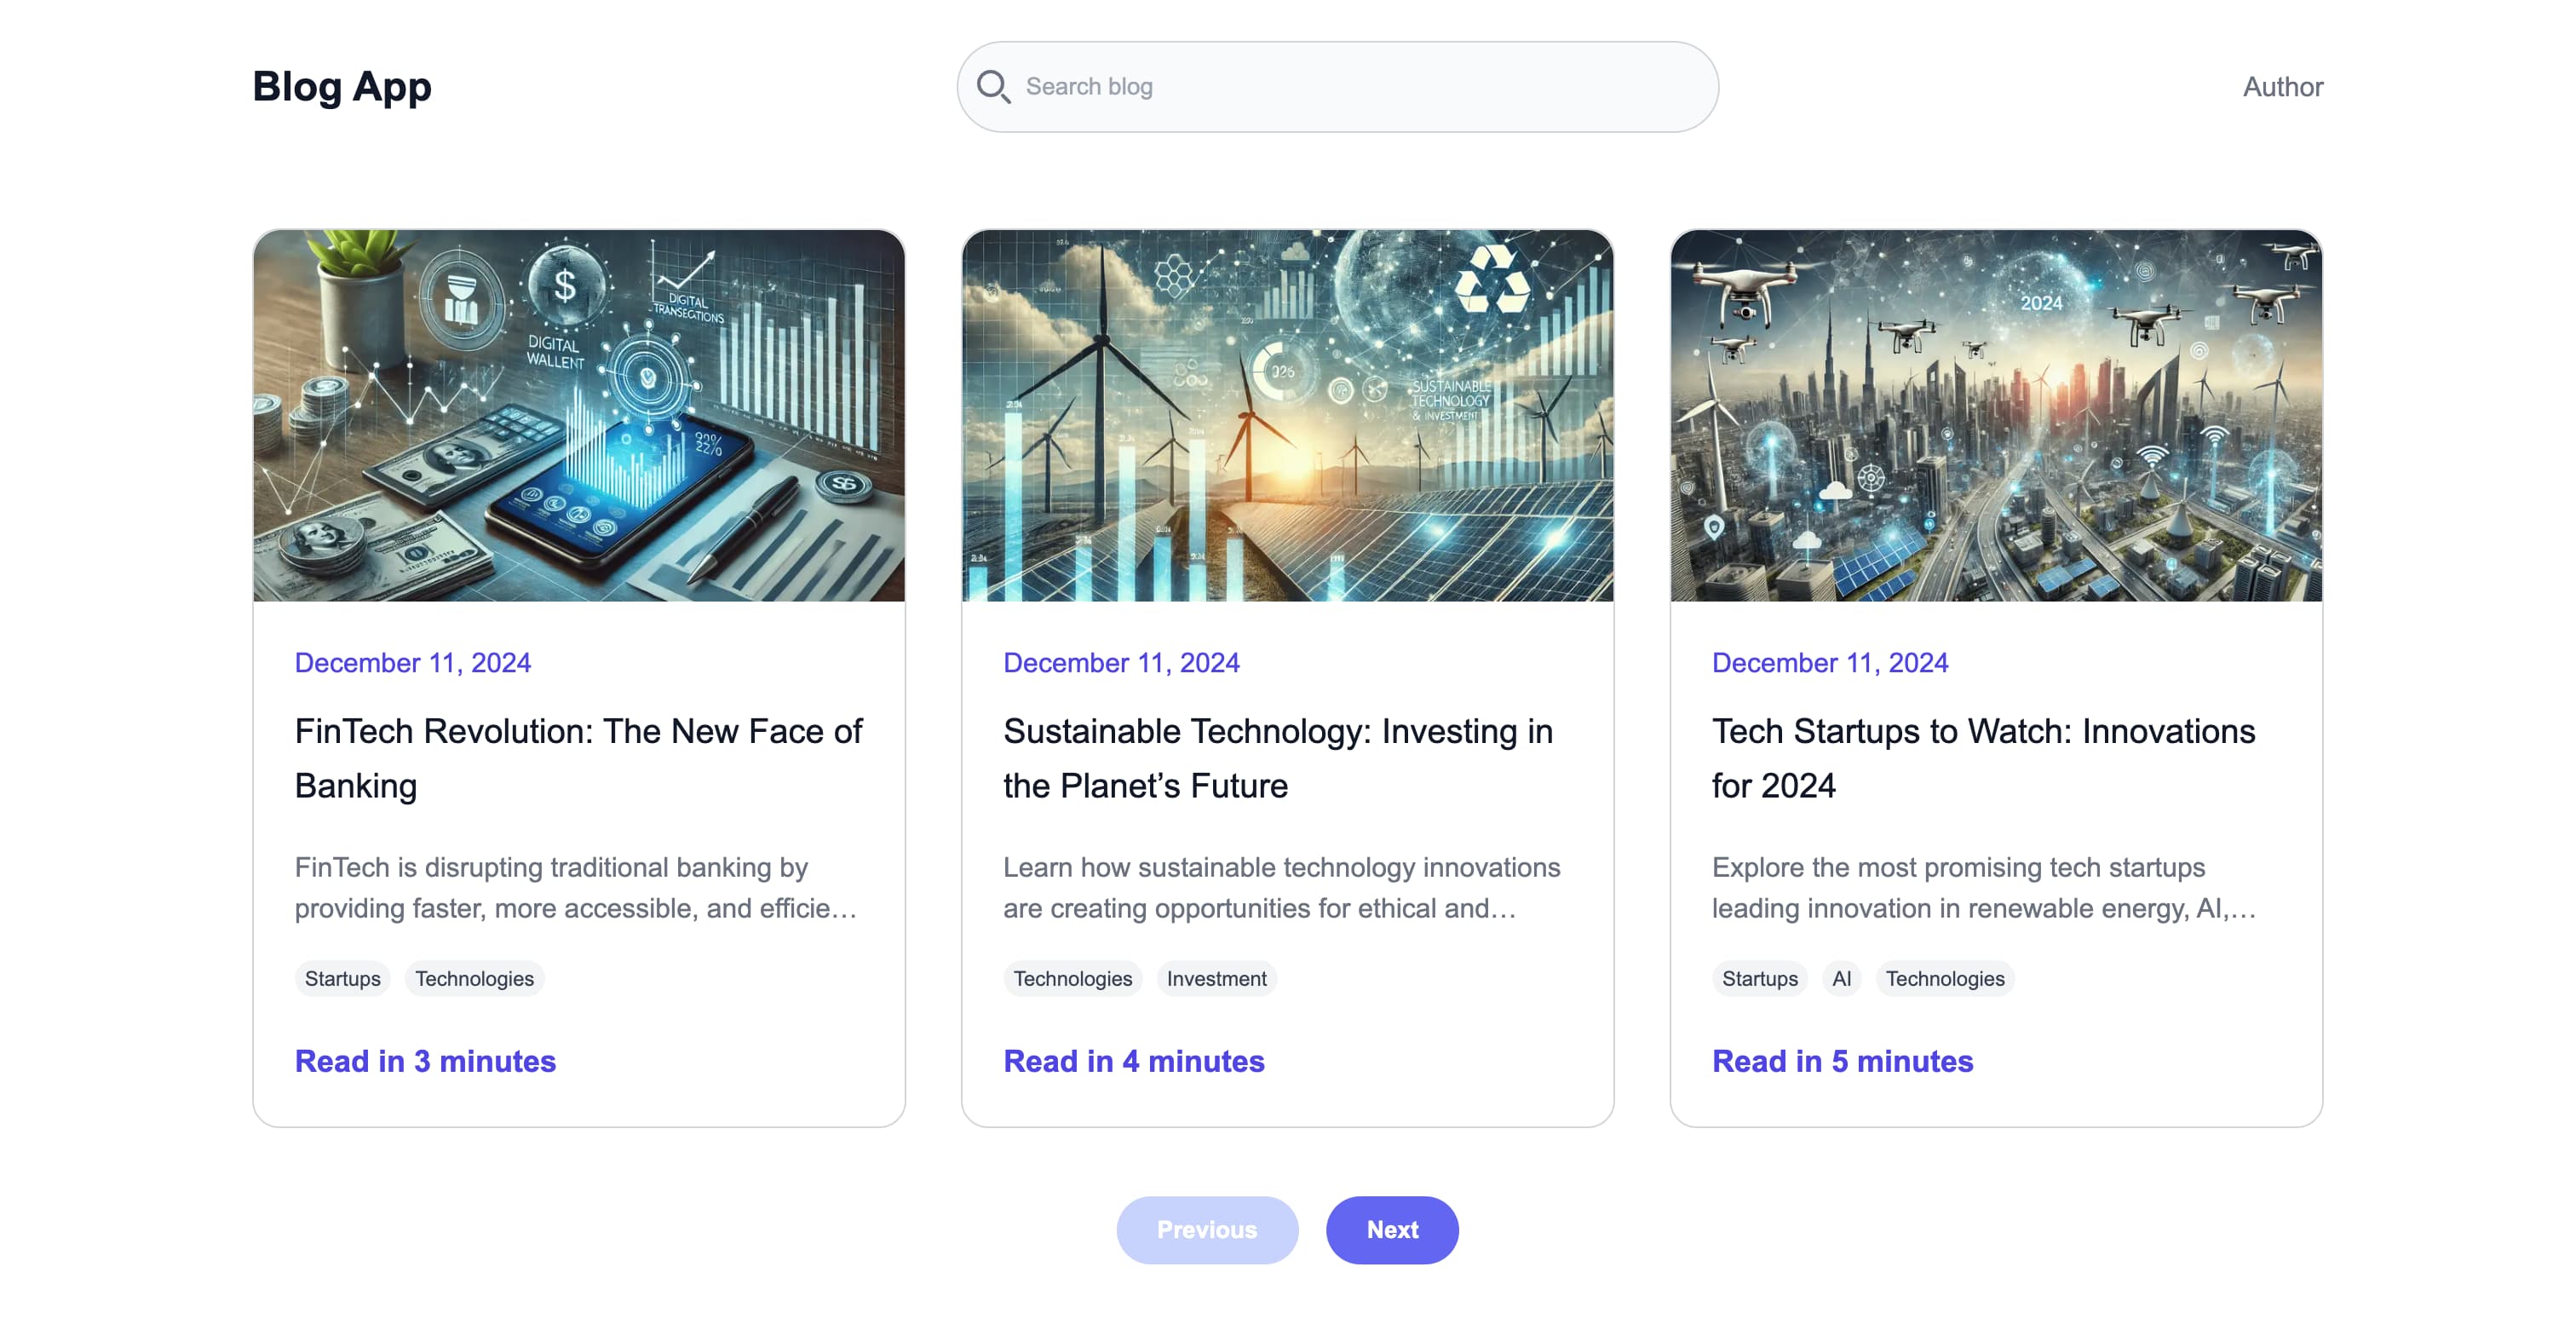 Blog App
Search blog
Author
$
DIGITAL
TRANSECTIONS
DIGITAL
WALLENT
SUSTAINABLE
TECHNOLOGY
& INVESTMENT
2024
December 11, 2024
FinTech Revolution: The New Face of
Banking
FinTech is disrupting traditional banking by
providing faster, more accessible, and efficie...
Startups
Technologies
Read in 3 minutes
December 11, 2024
Sustainable Technology: Investing in
the Planet’s Future
Learn how sustainable technology innovations
are creating opportunities for ethical and...
Technologies
Investment
Read in 4 minutes
December 11, 2024
Tech Startups to Watch: Innovations
for 2024
Explore the most promising tech startups
leading innovation in renewable energy, AI,...
Startups
AI
Technologies
Read in 5 minutes
Previous
Next